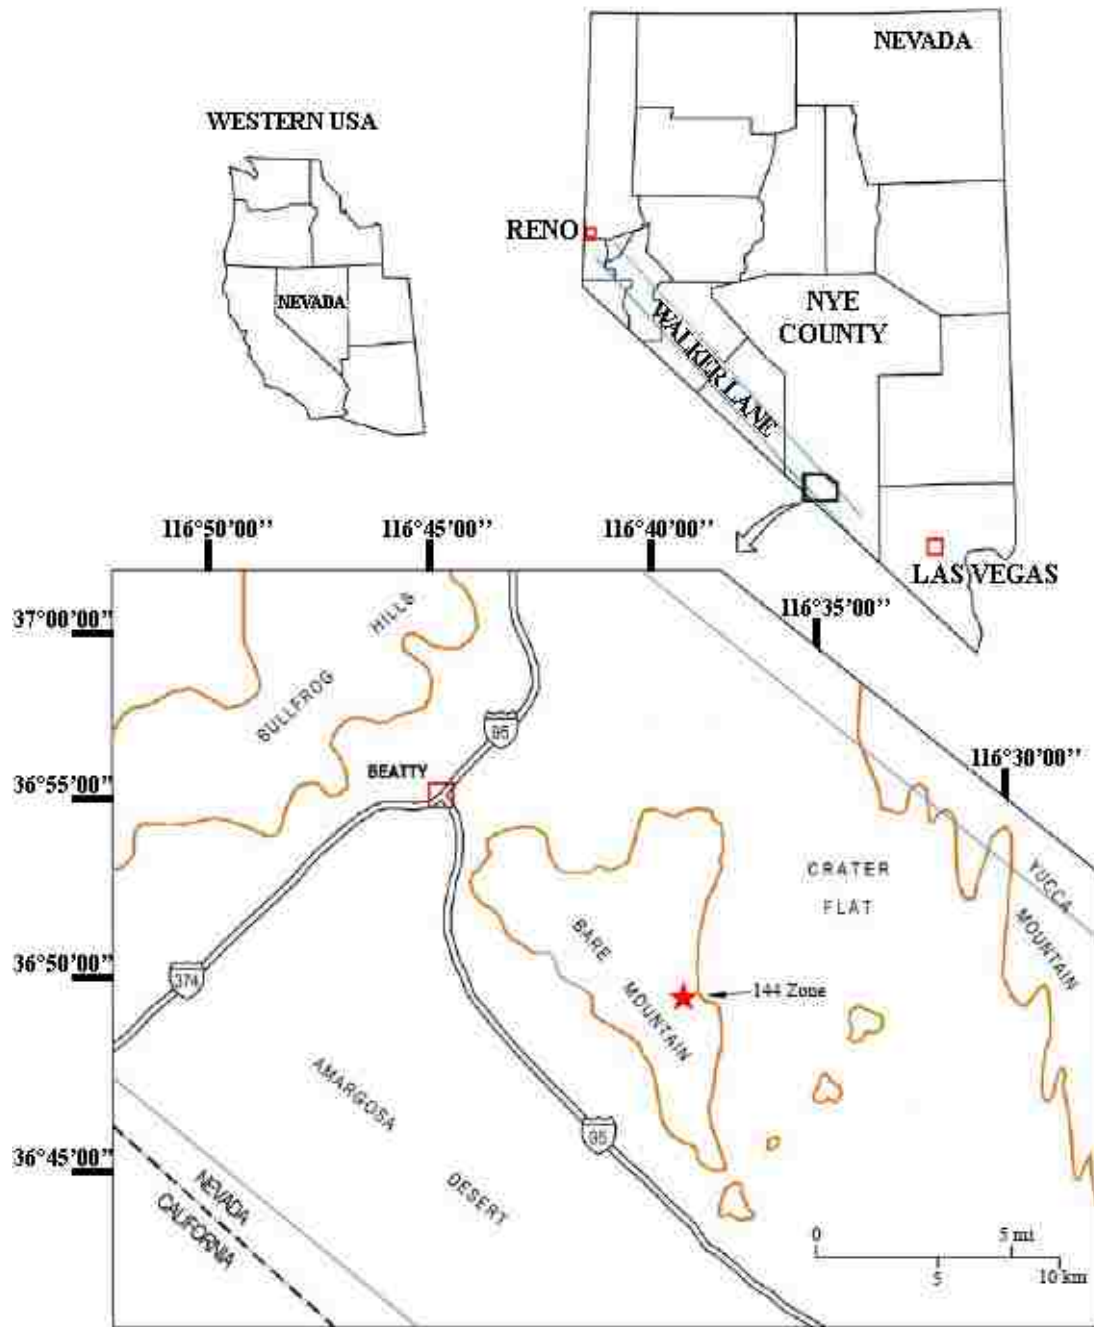 NEVADA
WESTERN USA
RENO
NEVADA
NYE
COUNTY
WALKER LANE
LAS VEGAS
116°50'00''
116°45'00''
116°40'00''
116°35'00''
116°30'00''
37°00'00''
36°55'00''
36°50'00''
36°45'00''
BULLFROG HILLS
95
BEATTY
CRATER
FLAT
YUCCA
MOUNTAIN
BARE
MOUNTAIN
374
144 Zone
AMARGOSA
DESERT
95
NEVADA
CALIFORNIA
0
5 mi
5
10 km